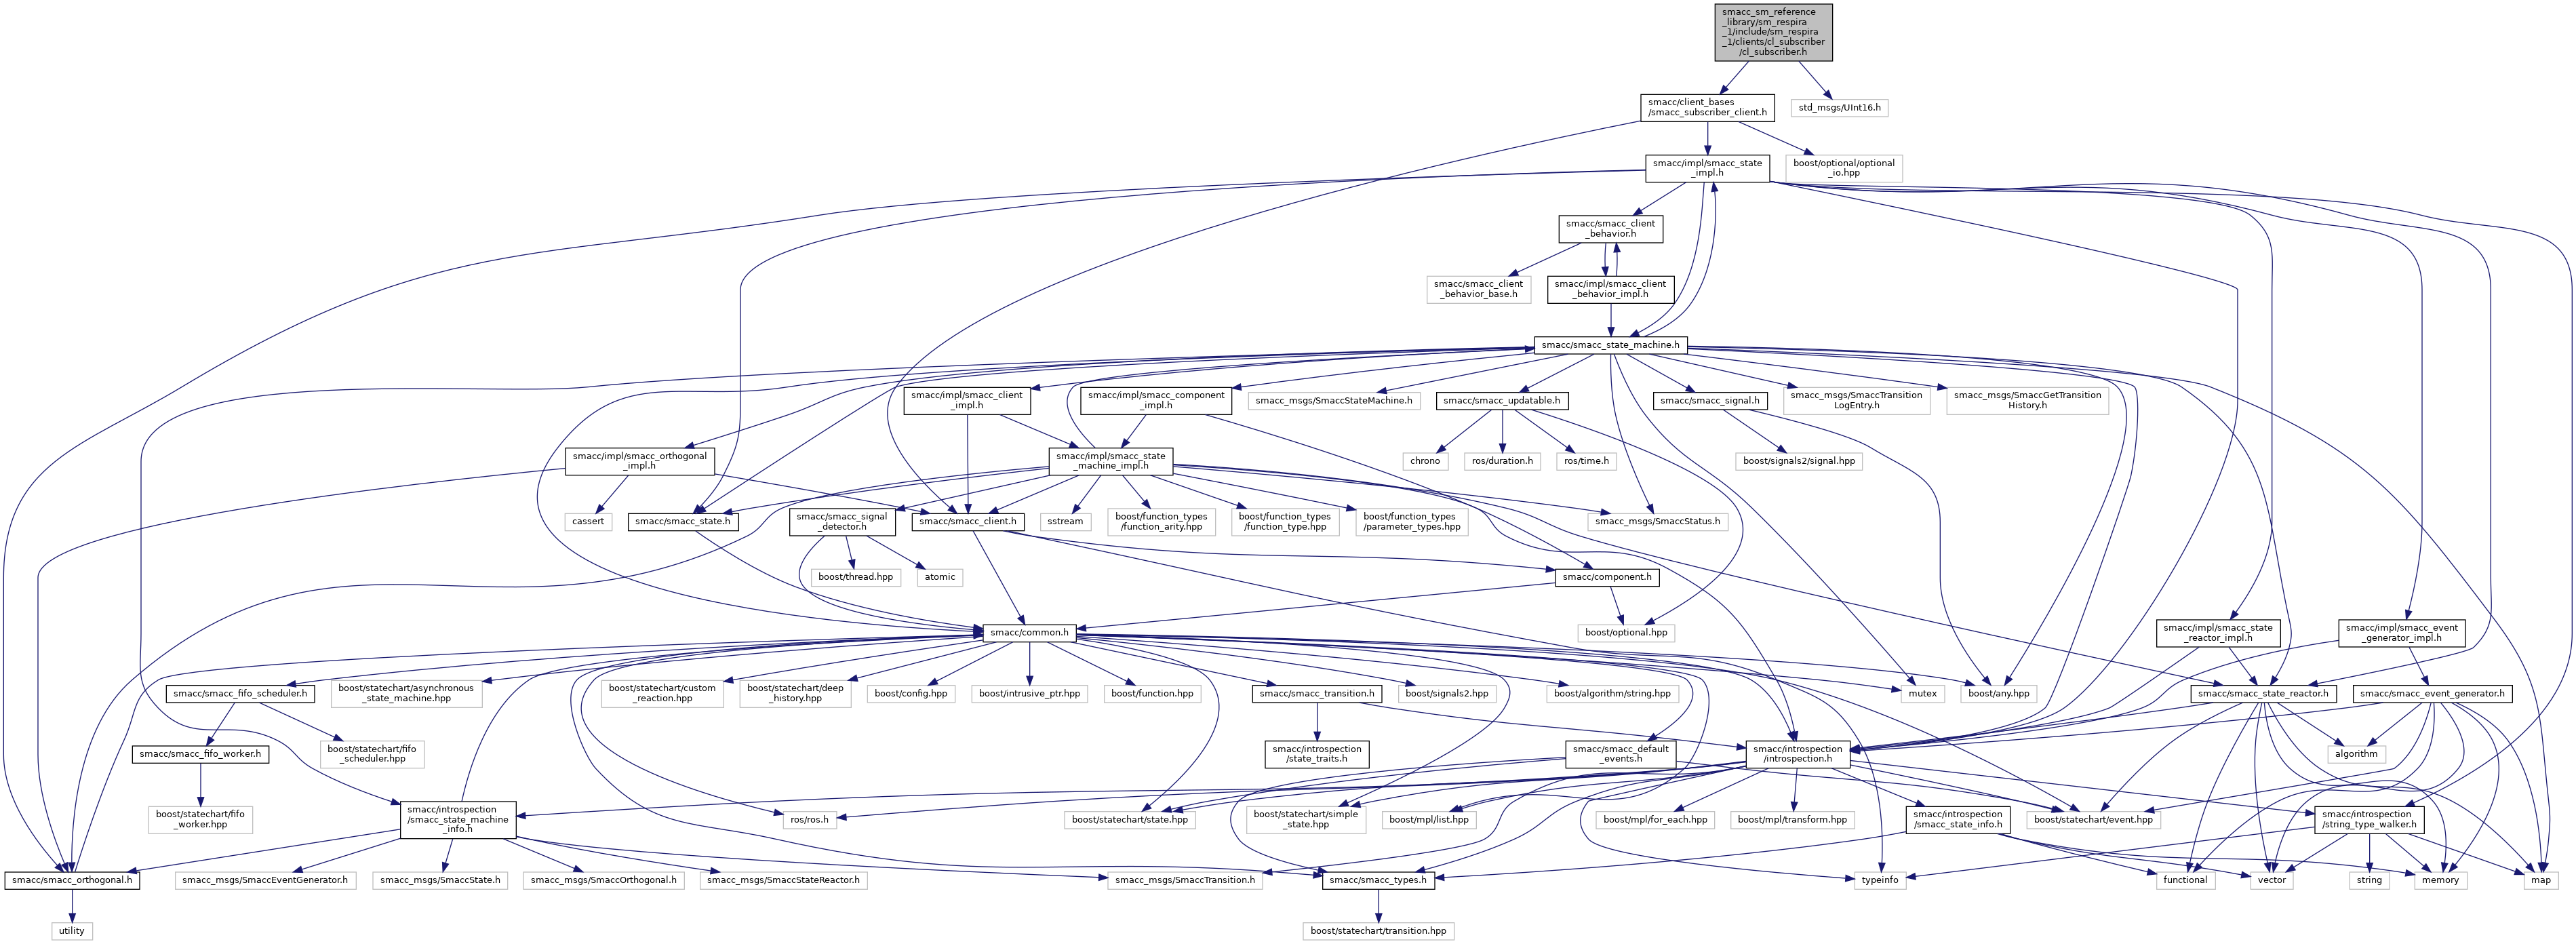 smacc_sm_reference
_library/sm_respira
_1/include/sm_respira
_1/clients/cl_subscriber
/cl_subscriber.h
smacc/client_bases
/smacc_subscriber_client.h
std_msgs/UInt16.h
smacc/impl/smacc_state
_impl.h
boost/optional/optional
_io.hpp
smacc/smacc_client
_behavior.h
smacc/smacc_client
_behavior_base.h
smacc/impl/smacc_client
_behavior_impl.h
smacc/smacc_state_machine.h
smacc/impl/smacc_client
_impl.h
smacc/impl/smacc_component
_impl.h
smacc_msgs/SmaccStateMachine.h
smacc/smacc_updatable.h
smacc/smacc_signal.h
smacc_msgs/SmaccTransition
LogEntry.h
smacc_msgs/SmaccGetTransition
History.h
smacc/impl/smacc_orthogonal
_impl.h
smacc/impl/smacc_state
_machine_impl.h
chrono
ros/duration.h
ros/time.h
boost/signals2/signal.hpp
cassert
smacc/smacc_state.h
smacc/smacc_signal
_detector.h
smacc/smacc_client.h
sstream
boost/function_types
/function_arity.hpp
boost/function_types
/function_type.hpp
boost/function_types
/parameter_types.hpp
smacc_msgs/SmaccStatus.h
boost/thread.hpp
atomic
smacc/component.h
smacc/common.h
boost/optional.hpp
smacc/impl/smacc_state
_reactor_impl.h
smacc/impl/smacc_event
_generator_impl.h
smacc/smacc_fifo_scheduler.h
boost/statechart/asynchronous
_state_machine.hpp
boost/statechart/custom
_reaction.hpp
boost/statechart/deep
_history.hpp
boost/config.hpp
boost/intrusive_ptr.hpp
boost/function.hpp
smacc/smacc_transition.h
boost/signals2.hpp
boost/algorithm/string.hpp
mutex
boost/any.hpp
smacc/smacc_state_reactor.h
smacc/smacc_event_generator.h
smacc/smacc_fifo_worker.h
boost/statechart/fifo
_scheduler.hpp
smacc/introspection
/state_traits.h
smacc/smacc_default
_events.h
smacc/introspection
/introspection.h
algorithm
boost/statechart/fifo
_worker.hpp
smacc/introspection
/smacc_state_machine
_info.h
ros/ros.h
boost/statechart/state.hpp
boost/statechart/simple
_state.hpp
boost/mpl/list.hpp
boost/mpl/for_each.hpp
boost/mpl/transform.hpp
smacc/introspection
/smacc_state_info.h
boost/statechart/event.hpp
smacc/introspection
/string_type_walker.h
smacc/smacc_orthogonal.h
smacc_msgs/SmaccEventGenerator.h
smacc_msgs/SmaccState.h
smacc_msgs/SmaccOrthogonal.h
smacc_msgs/SmaccStateReactor.h
smacc_msgs/SmaccTransition.h
smacc/smacc_types.h
typeinfo
functional
vector
string
memory
map
utility
boost/statechart/transition.hpp